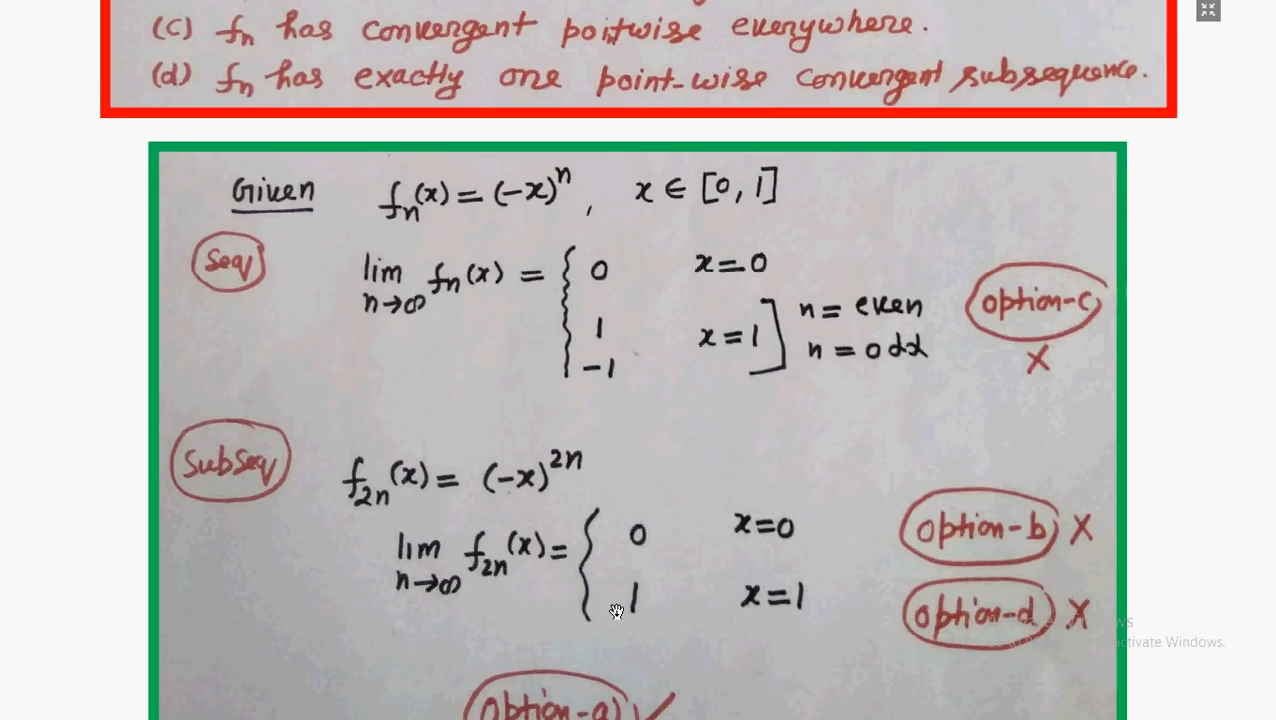 (c) fn has convergent poitwise everywhere.
(d) fn has exactly one point-wise convergent subsequence.
Given fn(x) = (-x)^n, x ∈ [0, 1]
Seq
lim n→∞ fn(x) = { 0 x=0
1
-1 x=1 ] n = even
n = odd
option-c
X
SubSeq
f2n(x) = (-x)^2n
lim n→∞ f2n(x) = { 0 x=0
1 x=1
option-b X
option-d X
option-a) ✓